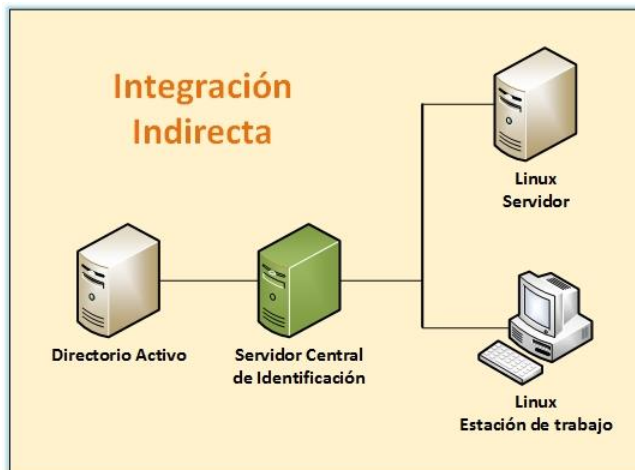 Integración
Indirecta
Linux
Servidor
Directorio Activo
Servidor Central
de Identificación
Linux
Estación de trabajo